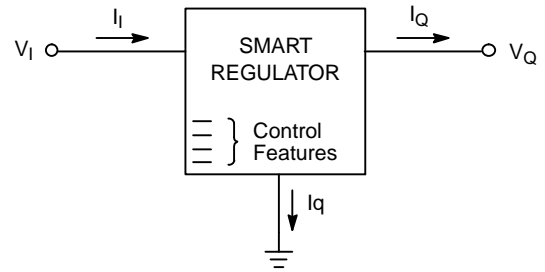 I_I
I_Q
V_I
SMART
REGULATOR
V_Q
Control
Features
Iq